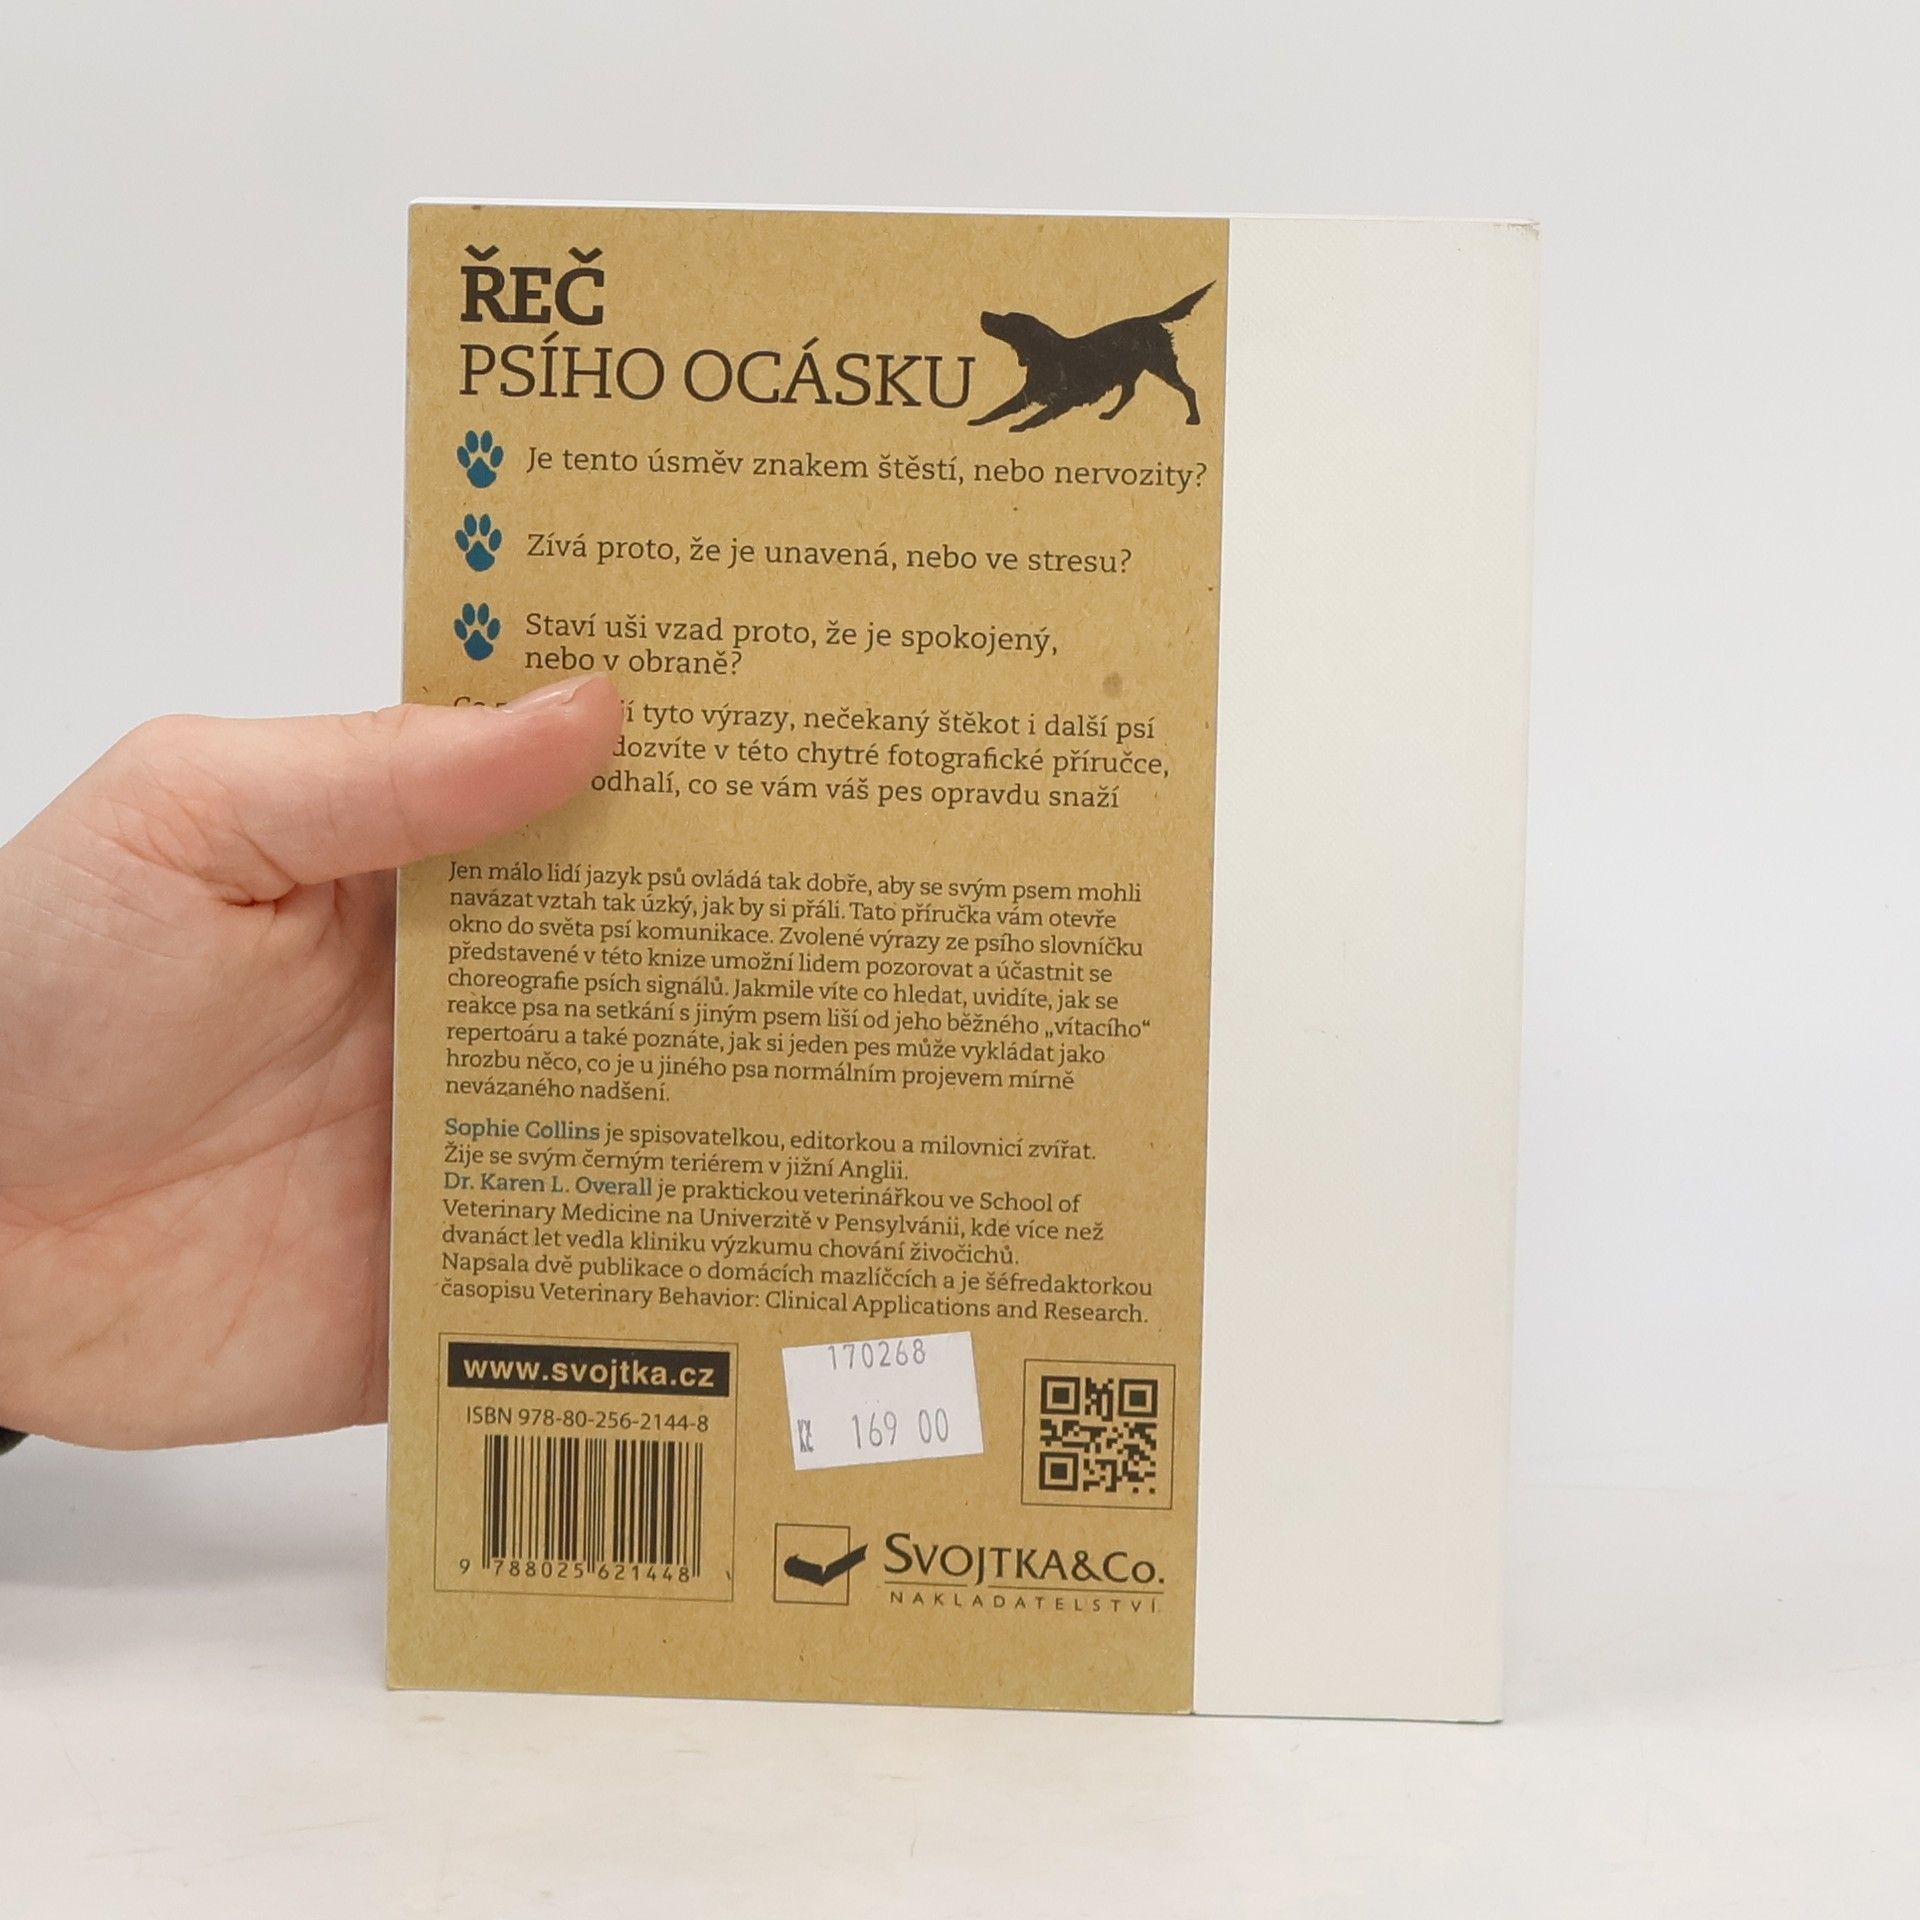 ŘEČ
PSÍHO OCÁSKU
Je tento úsměv znakem štěstí, nebo nervozity?
Zívá proto, že je unavená, nebo ve stresu?
Staví uši vzad proto, že je spokojený,
nebo v obraně?
tyto výrazy, nečekaný štěkot i další psí
dozvíte v této chytré fotografické příručce,
odhalí, co se vám váš pes opravdu snaží
Jen málo lidí jazyk psů ovládá tak dobře, aby se svým psem mohli
navázat vztah tak úzký, jak by si přáli. Tato příručka vám otevře
okno do světa psí komunikace. Zvolené výrazy ze psího slovníčku
představené v této knize umožní lidem pozorovat a účastnit se
choreografie psích signálů. Jakmile víte co hledat, uvidíte, jak se
reakce psa na setkání s jiným psem liší od jeho běžného „vítacího“
repertoáru a také poznáte, jak si jeden pes může vykládat jako
hrozbu něco, co je u jiného psa normálním projevem mírně
nevázaného nadšení.
Sophie Collins je spisovatelkou, editorkou a milovnicí zvířat.
Žije se svým černým teriérem v jižní Anglii.
Dr. Karen L. Overall je praktickou veterinářkou ve School of
Veterinary Medicine na Univerzitě v Pensylvánii, kde více než
dvanáct let vedla kliniku výzkumu chování živočichů.
Napsala dvě publikace o domácích mazlíčcích a je šéfredaktorkou
časopisu Veterinary Behavior: Clinical Applications and Research.
www.svojtka.cz
ISBN 978-80-256-2144-8
9 788025 621448
170268
Kč 169 00
SVOJTKA&CO.
NAKLADATELSTVÍ